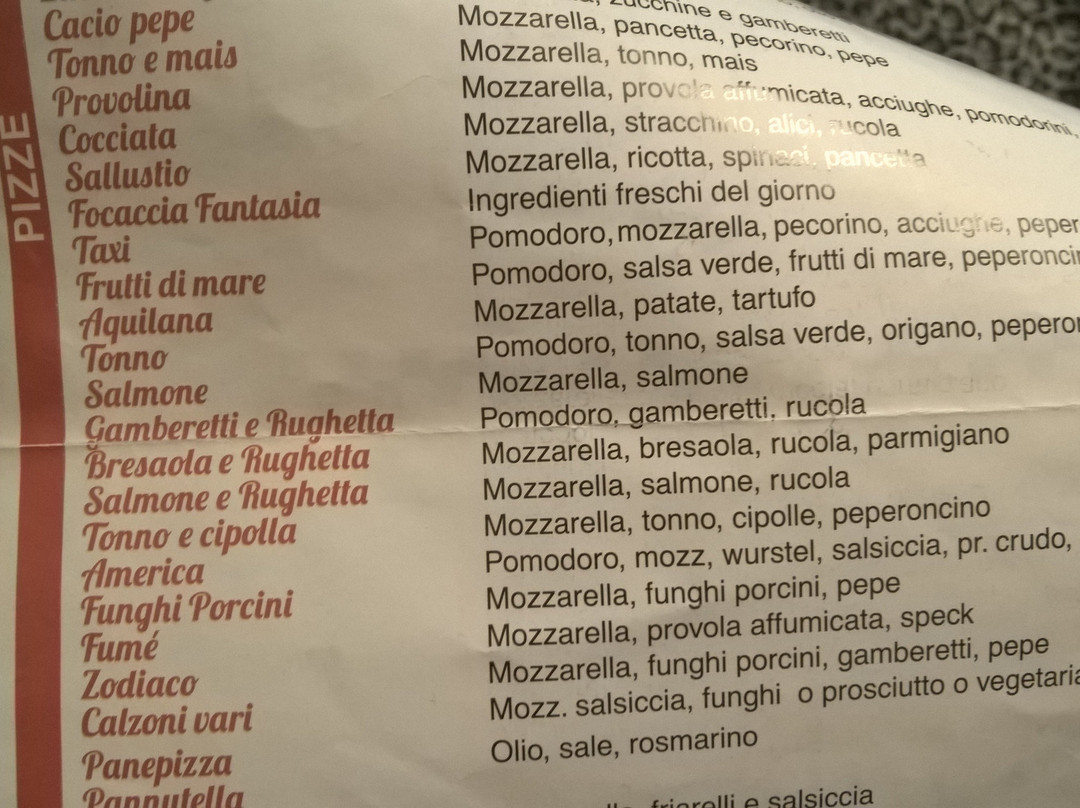 PIZZE
zucchine e gamberetti
Cacio pepe Mozzarella, pancetta, pecorino, pepe
Tonno e mais Mozzarella, tonno, mais
Provolina Mozzarella, provola affumicata, acciughe, pomodorini,
Cocciata Mozzarella, stracchino, alici, rucola
Sallustio Mozzarella, ricotta, spinaci, pancetta
Focaccia Fantasia Ingredienti freschi del giorno
Taxi Pomodoro, mozzarella, pecorino, acciughe, peper
Frutti di mare Pomodoro, salsa verde, frutti di mare, peperoncin
Aquilana Mozzarella, patate, tartufo
Tonno Pomodoro, tonno, salsa verde, origano, pepero
Salmone Mozzarella, salmone
Gamberetti e Rughetta Pomodoro, gamberetti, rucola
Bresaola e Rughetta Mozzarella, bresaola, rucola, parmigiano
Salmone e Rughetta Mozzarella, salmone, rucola
Tonno e cipolla Mozzarella, tonno, cipolle, peperoncino
America Pomodoro, mozz, wurstel, salsiccia, pr. crudo,
Funghi Porcini Mozzarella, funghi porcini, pepe
Fumé Mozzarella, provola affumicata, speck
Zodiaco Mozzarella, funghi porcini, gamberetti, pepe
Calzoni vari Mozz. salsiccia, funghi o prosciutto o vegetaria
Panepizza Olio, sale, rosmarino
Pannutella
friarelli e salsiccia